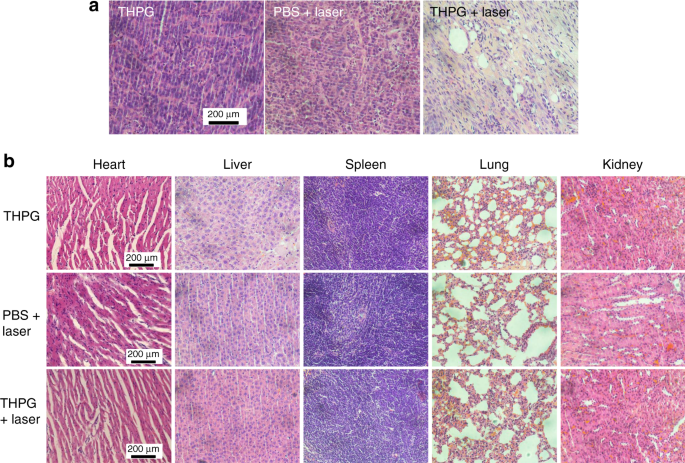 a
THPG
PBS + laser
THPG + laser
200 µm
b
Heart
Liver
Spleen
Lung
Kidney
THPG
200 µm
PBS +
laser
200 µm
THPG
+ laser
200 µm